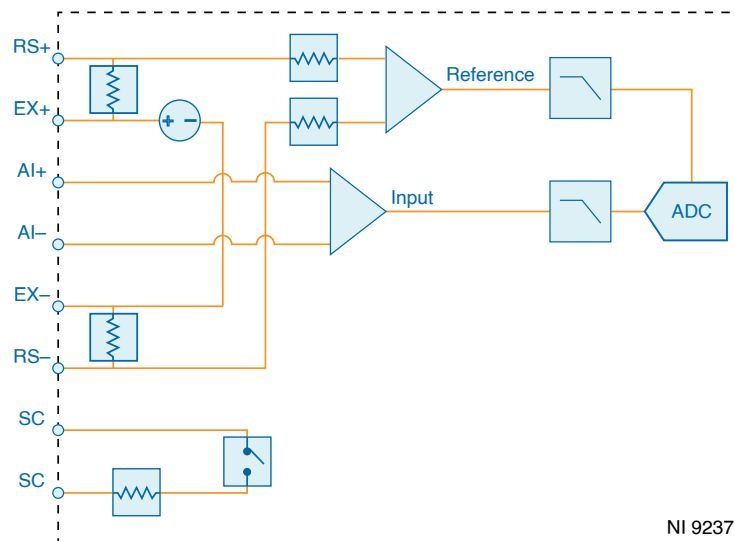 RS+
EX+
+ −
AI+
AI–
EX–
RS–
SC
SC
Reference
Input
ADC
NI 9237